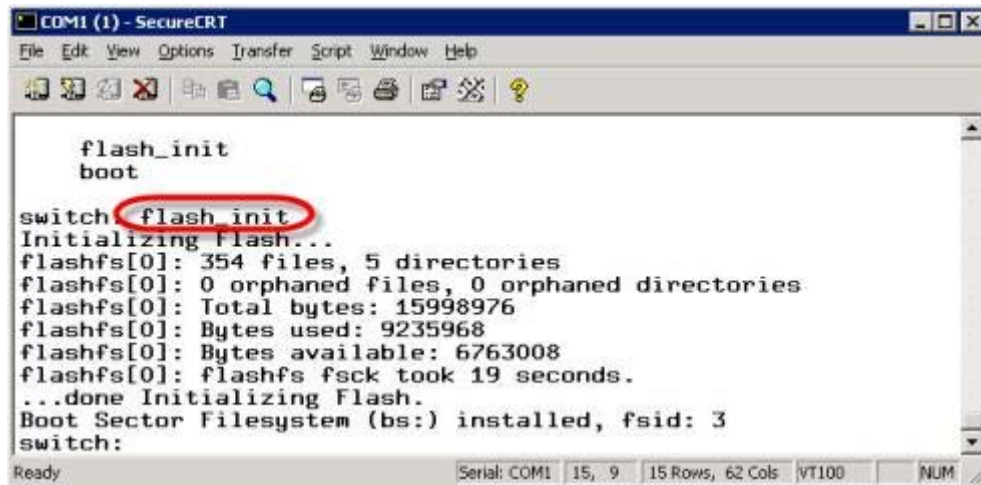 COM1 (1) - SecureCRT
File Edit View Options Transfer Script Window Help
flash_init
boot
switch: flash_init
Initializing Flash...
flashfs[0]: 354 files, 5 directories
flashfs[0]: 0 orphaned files, 0 orphaned directories
flashfs[0]: Total bytes: 15998976
flashfs[0]: Bytes used: 9235968
flashfs[0]: Bytes available: 6763008
flashfs[0]: flashfs fsck took 19 seconds.
...done Initializing Flash.
Boot Sector Filesystem (bs:) installed, fsid: 3
switch:
Ready Serial: COM1 15, 9 15 Rows, 62 Cols VT100 NUM